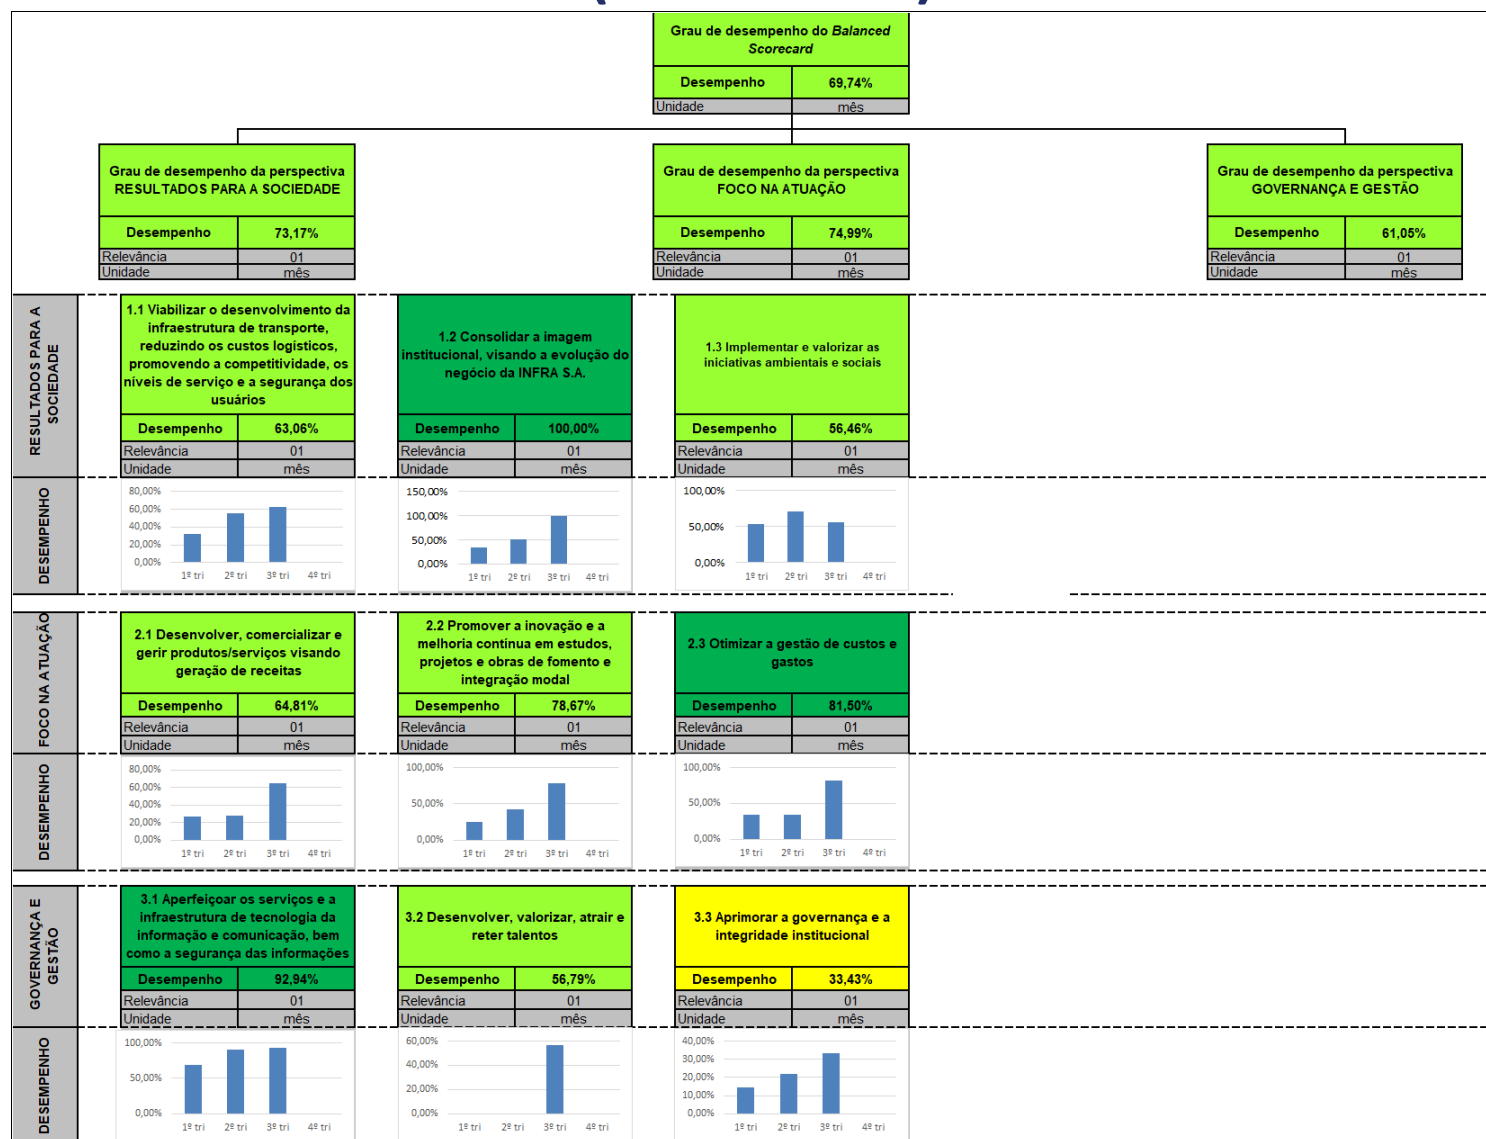 Grau de desempenho do Balanced
Scorecard
Desempenho 69,74%
Unidade mês
Grau de desempenho da perspectiva
RESULTADOS PARA A SOCIEDADE
Desempenho 73,17%
Relevância 01
Unidade mês
Grau de desempenho da perspectiva
FOCO NA ATUAÇÃO
Desempenho 74,99%
Relevância 01
Unidade mês
Grau de desempenho da perspectiva
GOVERNANÇA E GESTÃO
Desempenho 61,05%
Relevância 01
Unidade mês
RESULTADOS PARA A
SOCIEDADE
1.1 Viabilizar o desenvolvimento da
infraestrutura de transporte,
reduzindo os custos logísticos,
promovendo a competitividade, os
níveis de serviço e a segurança dos
usuários
Desempenho 63,06%
Relevância 01
Unidade mês
1.2 Consolidar a imagem
institucional, visando a evolução do
negócio da INFRA S.A.
Desempenho 100,00%
Relevância 01
Unidade mês
1.3 Implementar e valorizar as
iniciativas ambientais e sociais
Desempenho 56,46%
Relevância 01
Unidade mês
DESEMPENHO
80,00%
60,00%
40,00%
20,00%
0,00%
1º tri 2º tri 3º tri 4º tri
150,00%
100,00%
50,00%
0,00%
1º tri 2º tri 3º tri 4º tri
100,00%
50,00%
0,00%
1º tri 2º tri 3º tri 4º tri
FOCO NA ATUAÇÃO
2.1 Desenvolver, comercializar e
gerir produtos/serviços visando
geração de receitas
Desempenho 64,81%
Relevância 01
Unidade mês
2.2 Promover a inovação e a
melhoria contínua em estudos,
projetos e obras de fomento e
integração modal
Desempenho 78,67%
Relevância 01
Unidade mês
2.3 Otimizar a gestão de custos e
gastos
Desempenho 81,50%
Relevância 01
Unidade mês
DESEMPENHO
80,00%
60,00%
40,00%
20,00%
0,00%
1º tri 2º tri 3º tri 4º tri
100,00%
50,00%
0,00%
1º tri 2º tri 3º tri 4º tri
100,00%
50,00%
0,00%
1º tri 2º tri 3º tri 4º tri
GOVERNANÇA E
GESTÃO
3.1 Aperfeiçoar os serviços e a
infraestrutura de tecnologia da
informação e comunicação, bem
como a segurança das informações
Desempenho 92,94%
Relevância 01
Unidade mês
3.2 Desenvolver, valorizar, atrair e
reter talentos
Desempenho 56,79%
Relevância 01
Unidade mês
3.3 Aprimorar a governança e a
integridade institucional
Desempenho 33,43%
Relevância 01
Unidade mês
DESEMPENHO
100,00%
50,00%
0,00%
1º tri 2º tri 3º tri 4º tri
60,00%
40,00%
20,00%
0,00%
1º tri 2º tri 3º tri 4º tri
40,00%
30,00%
20,00%
10,00%
0,00%
1º tri 2º tri 3º tri 4º tri